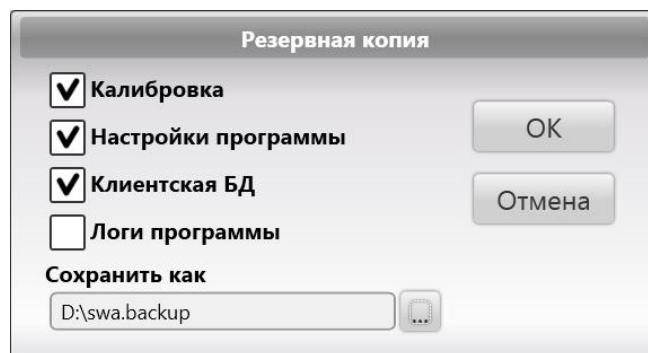 Резервная копия
Калибровка
Настройки программы
Клиентская БД
Логи программы
OK
Отмена
Сохранить как
D:\swa.backup
...